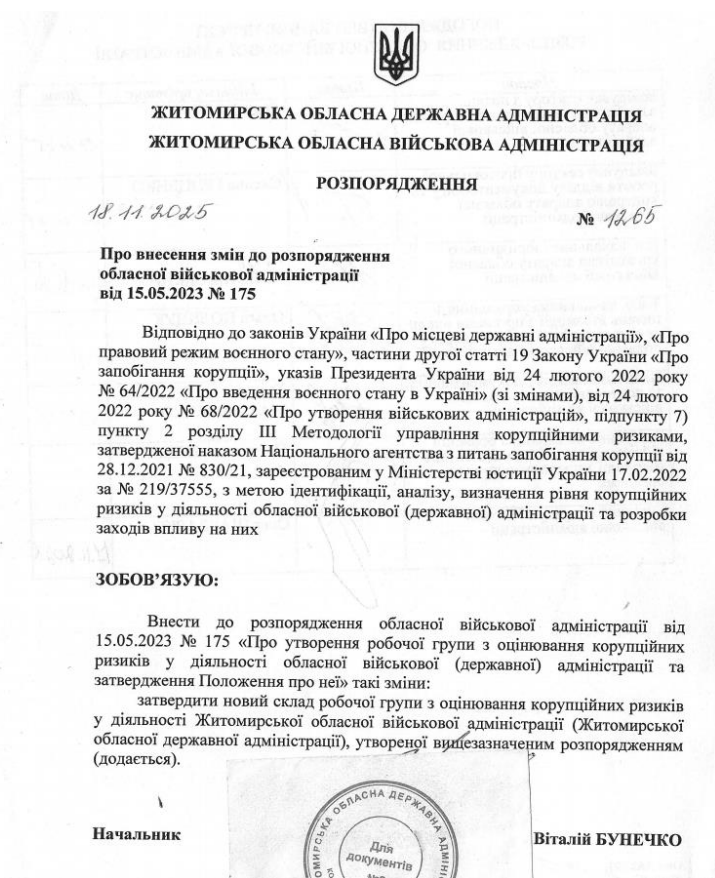 ЖИТОМИРСЬКА ОБЛАСНА ДЕРЖАВНА АДМІНІСТРАЦІЯ
ЖИТОМИРСЬКА ОБЛАСНА ВІЙСЬКОВА АДМІНІСТРАЦІЯ
РОЗПОРЯДЖЕННЯ
18.11.2025 № 1265
Про внесення змін до розпорядження
обласної військової адміністрації
від 15.05.2023 № 175
Відповідно до законів України «Про місцеві державні адміністрації», «Про
правовий режим воєнного стану», частини другої статті 19 Закону України «Про
запобігання корупції», указів Президента України від 24 лютого 2022 року
№ 64/2022 «Про введення воєнного стану в Україні» (зі змінами), від 24 лютого
2022 року № 68/2022 «Про утворення військових адміністрацій», підпункту 7)
пункту 2 розділу ІІІ Методології управління корупційними ризиками,
затвердженої наказом Національного агентства з питань запобігання корупції від
28.12.2021 № 830/21, зареєстрованим у Міністерстві юстиції України 17.02.2022
за № 219/37555, з метою ідентифікації, аналізу, визначення рівня корупційних
ризиків у діяльності обласної військової (державної) адміністрації та розробки
заходів впливу на них
ЗОБОВ’ЯЗУЮ:
Внести до розпорядження обласної військової адміністрації від
15.05.2023 № 175 «Про утворення робочої групи з оцінювання корупційних
ризиків у діяльності обласної військової (державної) адміністрації та
затвердження Положення про неї» такі зміни:
затвердити новий склад робочої групи з оцінювання корупційних ризиків
у діяльності Житомирської обласної військової адміністрації (Житомирської
обласної державної адміністрації), утвореної вищезазначеним розпорядженням
(додається).
Начальник Віталій БУНЕЧКО
ОБЛАСНА ДЕРЖАВНА
Для
документів